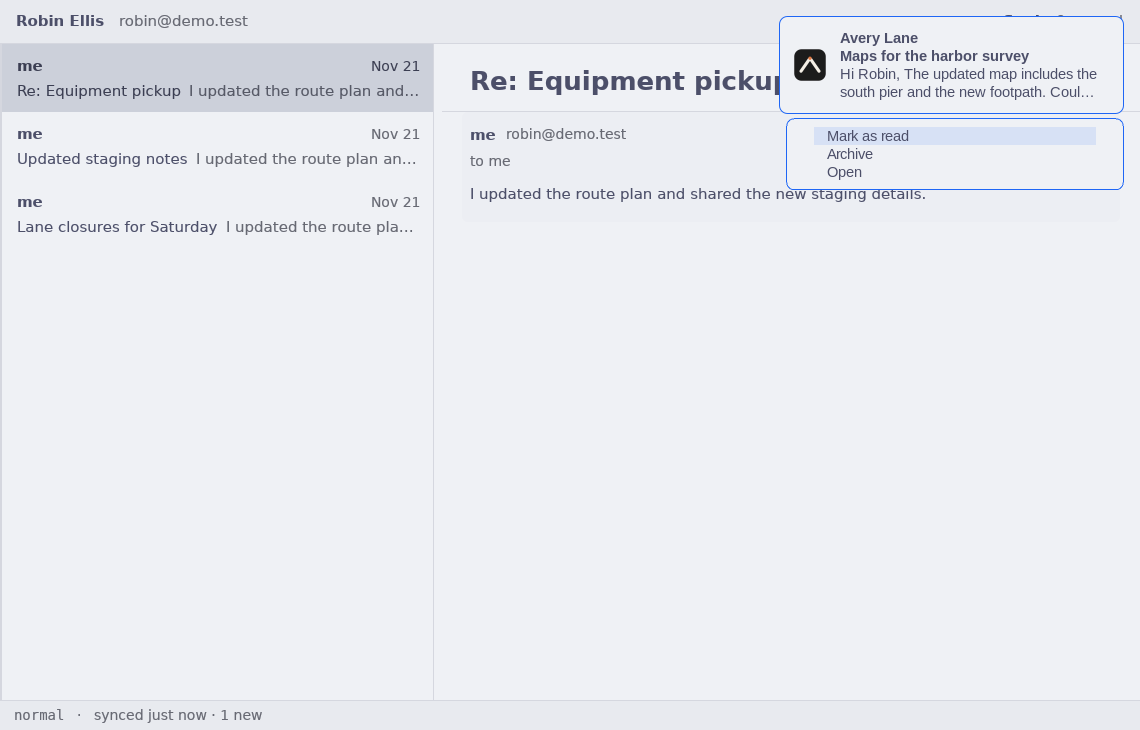 Robin Ellis robin@demo.test
me Nov 21
Re: Equipment pickup I updated the route plan and…
me Nov 21
Updated staging notes I updated the route plan an…
me Nov 21
Lane closures for Saturday I updated the route pla…
Re: Equipment pickup
me robin@demo.test
to me
I updated the route plan and shared the new staging details.
Avery Lane
Maps for the harbor survey
Hi Robin, The updated map includes the
south pier and the new footpath. Coul…
Mark as read
Archive
Open
normal · synced just now · 1 new